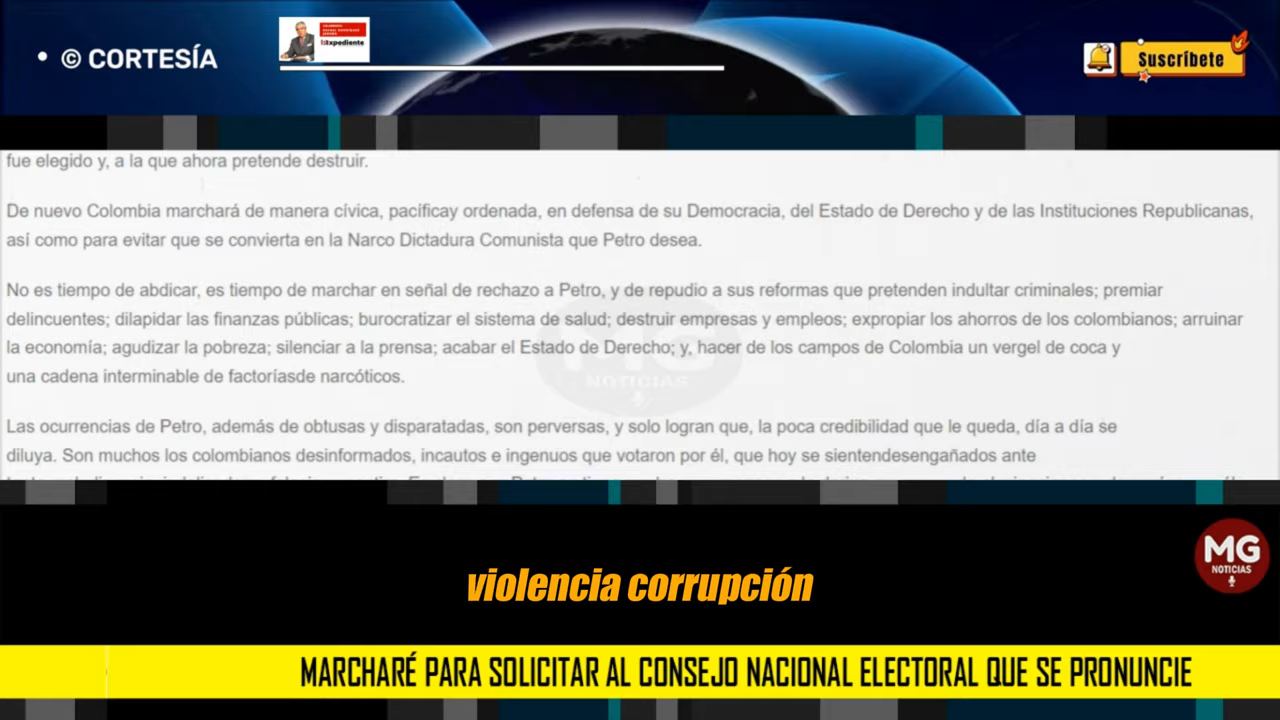 • © CORTESÍA
Expediente
Suscríbete
fue elegido y, a la que ahora pretende destruir.
De nuevo Colombia marchará de manera cívica, pacíficay ordenada, en defensa de su Democracia, del Estado de Derecho y de las Instituciones Republicanas,
así como para evitar que se convierta en la Narco Dictadura Comunista que Petro desea.
No es tiempo de abdicar, es tiempo de marchar en señal de rechazo a Petro, y de repudio a sus reformas que pretenden indultar criminales; premiar
delincuentes; dilapidar las finanzas públicas; burocratizar el sistema de salud; destruir empresas y empleos; expropiar los ahorros de los colombianos; arruinar
la economía; agudizar la pobreza; silenciar a la prensa; acabar el Estado de Derecho; y, hacer de los campos de Colombia un vergel de coca y
una cadena interminable de factoríasde narcóticos.
Las ocurrencias de Petro, además de obtusas y disparatadas, son perversas, y solo logran que, la poca credibilidad que le queda, día a día se
diluya. Son muchos los colombianos desinformados, incautos e ingenuos que votaron por él, que hoy se sientendesengañados ante
NOTICIAS
violencia corrupción
MG
NOTICIAS
MARCHARÉ PARA SOLICITAR AL CONSEJO NACIONAL ELECTORAL QUE SE PRONUNCIE